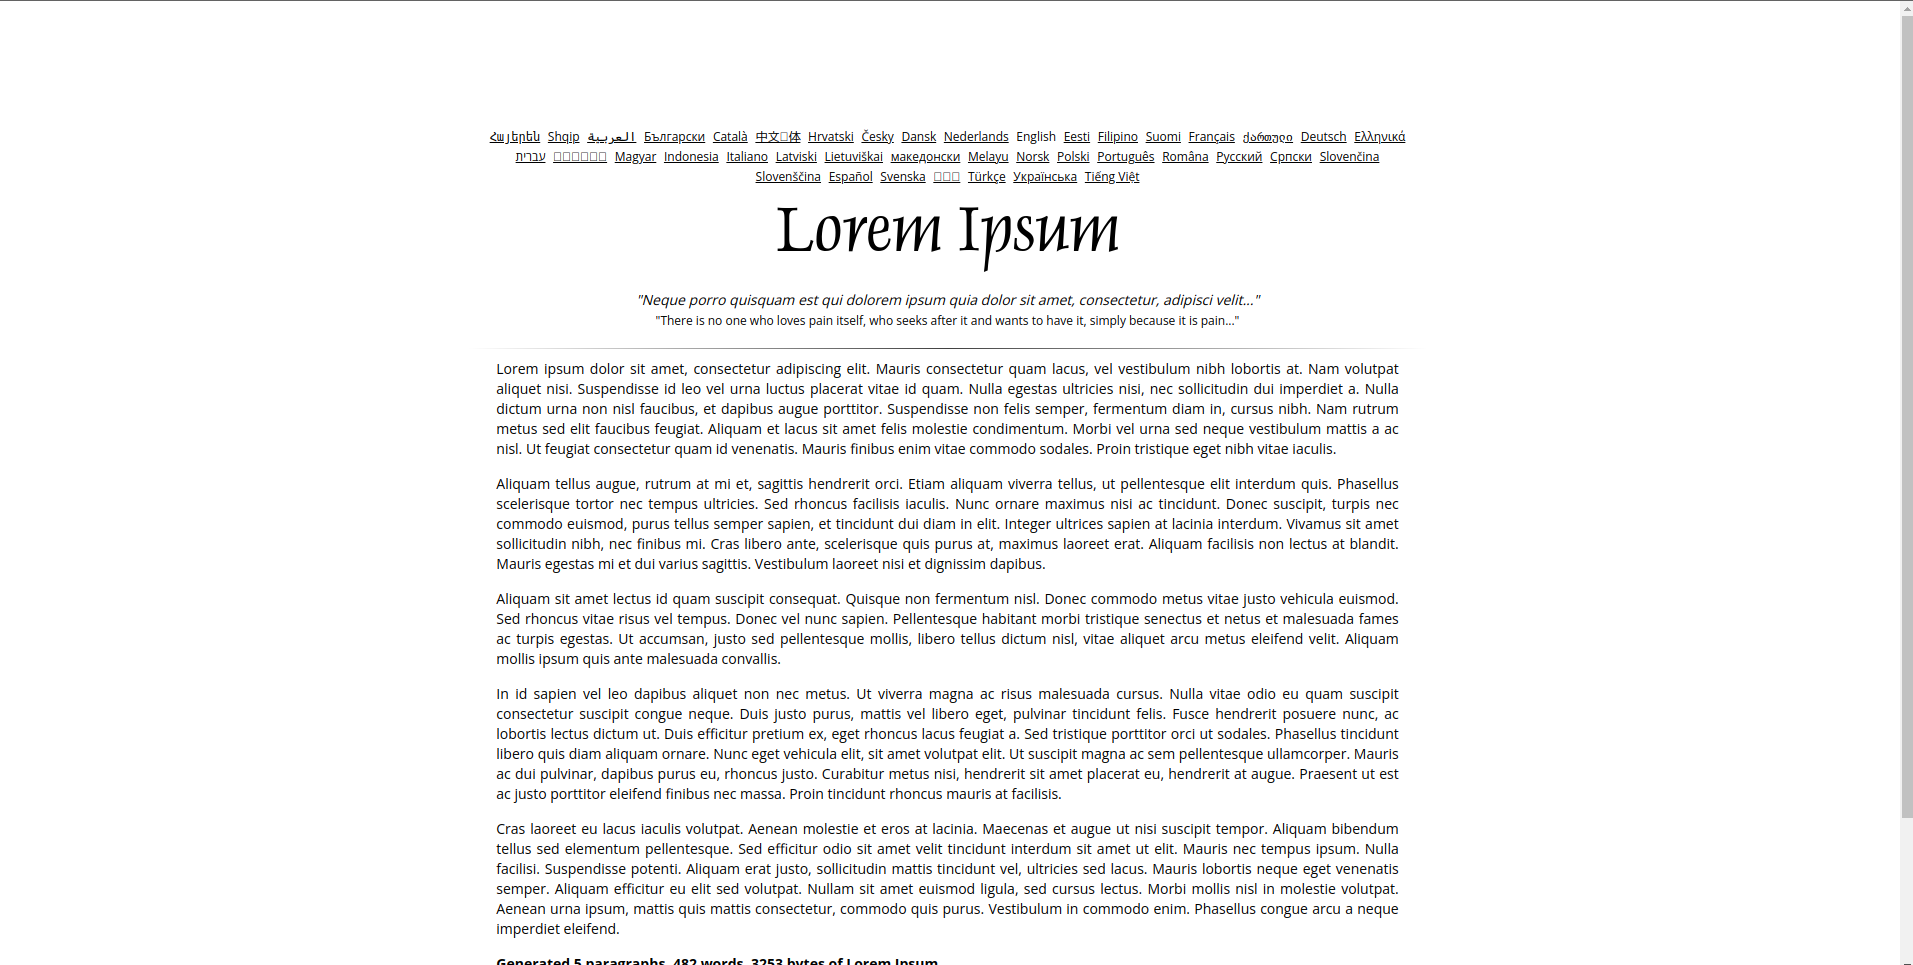 Հայերեն Shqip العربية Български Català 中文体 Hrvatski Česky Dansk Nederlands English Eesti Filipino Suomi Français ქართული Deutsch Ελληνικά
עברית Magyar Indonesia Italiano Latviski Lietuviškai македонски Melayu Norsk Polski Português Româna Русский Српски Slovenčina
Slovenščina Español Svenska Türkçe Українська Tiếng Việt
Lorem Ipsum
"Neque porro quisquam est qui dolorem ipsum quia dolor sit amet, consectetur, adipisci velit..."
"There is no one who loves pain itself, who seeks after it and wants to have it, simply because it is pain..."
Lorem ipsum dolor sit amet, consectetur adipiscing elit. Mauris consectetur quam lacus, vel vestibulum nibh lobortis at. Nam volutpat
aliquet nisi. Suspendisse id leo vel urna luctus placerat vitae id quam. Nulla egestas ultricies nisi, nec sollicitudin dui imperdiet a. Nulla
dictum urna non nisl faucibus, et dapibus augue porttitor. Suspendisse non felis semper, fermentum diam in, cursus nibh. Nam rutrum
metus sed elit faucibus feugiat. Aliquam et lacus sit amet felis molestie condimentum. Morbi vel urna sed neque vestibulum mattis a ac
nisl. Ut feugiat consectetur quam id venenatis. Mauris finibus enim vitae commodo sodales. Proin tristique eget nibh vitae iaculis.
Aliquam tellus augue, rutrum at mi et, sagittis hendrerit orci. Etiam aliquam viverra tellus, ut pellentesque elit interdum quis. Phasellus
scelerisque tortor nec tempus ultricies. Sed rhoncus facilisis iaculis. Nunc ornare maximus nisi ac tincidunt. Donec suscipit, turpis nec
commodo euismod, purus tellus semper sapien, et tincidunt dui diam in elit. Integer ultrices sapien at lacinia interdum. Vivamus sit amet
sollicitudin nibh, nec finibus mi. Cras libero ante, scelerisque quis purus at, maximus laoreet erat. Aliquam facilisis non lectus at blandit.
Mauris egestas mi et dui varius sagittis. Vestibulum laoreet nisi et dignissim dapibus.
Aliquam sit amet lectus id quam suscipit consequat. Quisque non fermentum nisl. Donec commodo metus vitae justo vehicula euismod.
Sed rhoncus vitae risus vel tempus. Donec vel nunc sapien. Pellentesque habitant morbi tristique senectus et netus et malesuada fames
ac turpis egestas. Ut accumsan, justo sed pellentesque mollis, libero tellus dictum nisl, vitae aliquet arcu metus eleifend velit. Aliquam
mollis ipsum quis ante malesuada convallis.
In id sapien vel leo dapibus aliquet non nec metus. Ut viverra magna ac risus malesuada cursus. Nulla vitae odio eu quam suscipit
consectetur suscipit congue neque. Duis justo purus, mattis vel libero eget, pulvinar tincidunt felis. Fusce hendrerit posuere nunc, ac
lobortis lectus dictum ut. Duis efficitur pretium ex, eget rhoncus lacus feugiat a. Sed tristique porttitor orci ut sodales. Phasellus tincidunt
libero quis diam aliquam ornare. Nunc eget vehicula elit, sit amet volutpat elit. Ut suscipit magna ac sem pellentesque ullamcorper. Mauris
ac dui pulvinar, dapibus purus eu, rhoncus justo. Curabitur metus nisi, hendrerit sit amet placerat eu, hendrerit at augue. Praesent ut est
ac justo porttitor eleifend finibus nec massa. Proin tincidunt rhoncus mauris at facilisis.
Cras laoreet eu lacus iaculis volutpat. Aenean molestie et eros at lacinia. Maecenas et augue ut nisi suscipit tempor. Aliquam bibendum
tellus sed elementum pellentesque. Sed efficitur odio sit amet velit tincidunt interdum sit amet ut elit. Mauris nec tempus ipsum. Nulla
facilisi. Suspendisse potenti. Aliquam erat justo, sollicitudin mattis tincidunt vel, ultricies sed lacus. Mauris lobortis neque eget venenatis
semper. Aliquam efficitur eu elit sed volutpat. Nullam sit amet euismod ligula, sed cursus lectus. Morbi mollis nisl in molestie volutpat.
Aenean urna ipsum, mattis quis mattis consectetur, commodo quis purus. Vestibulum in commodo enim. Phasellus congue arcu a neque
imperdiet eleifend.
Generated 5 paragraphs, 482 words, 3253 bytes of Lorem Ipsum